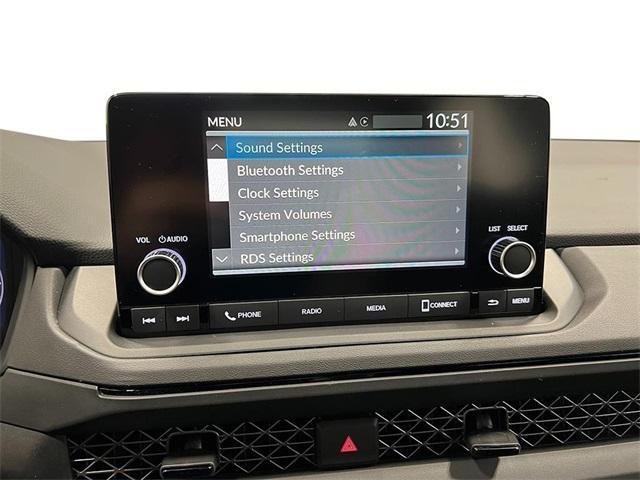 MENU 10:51
Sound Settings
Bluetooth Settings
Clock Settings
System Volumes
Smartphone Settings
RDS Settings
VOL AUDIO
LIST SELECT
PHONE RADIO MEDIA CONNECT MENU